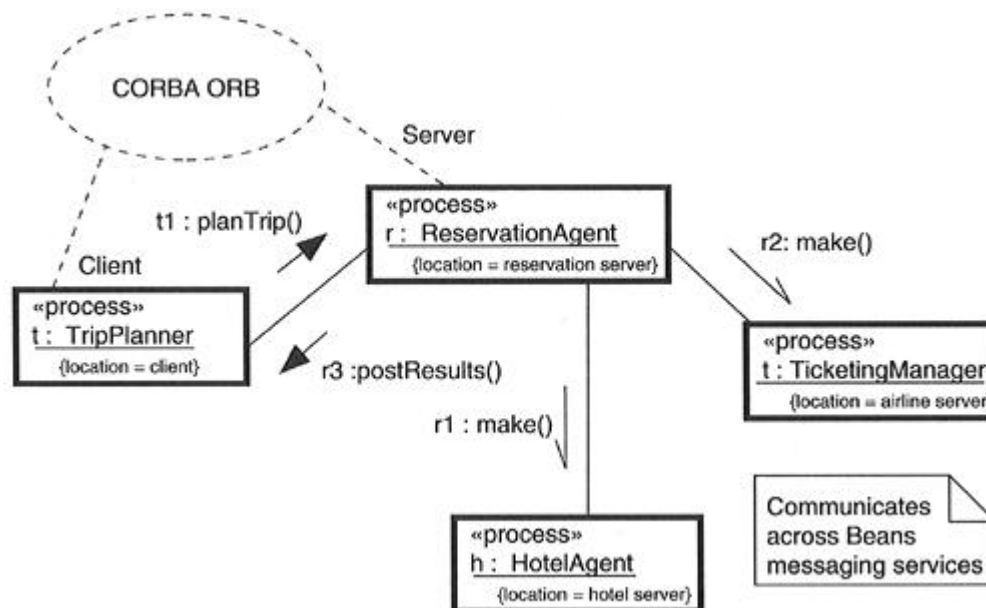 CORBA ORB
Server
«process»
r : ReservationAgent
{location = reservation server}
t1 : planTrip()
r2: make()
Client
«process»
t : TripPlanner
{location = client}
«process»
t : TicketingManager
{location = airline server
r3 :postResults()
r1 : make()
Communicates
across Beans
messaging services
«process»
h : HotelAgent
{location = hotel server}